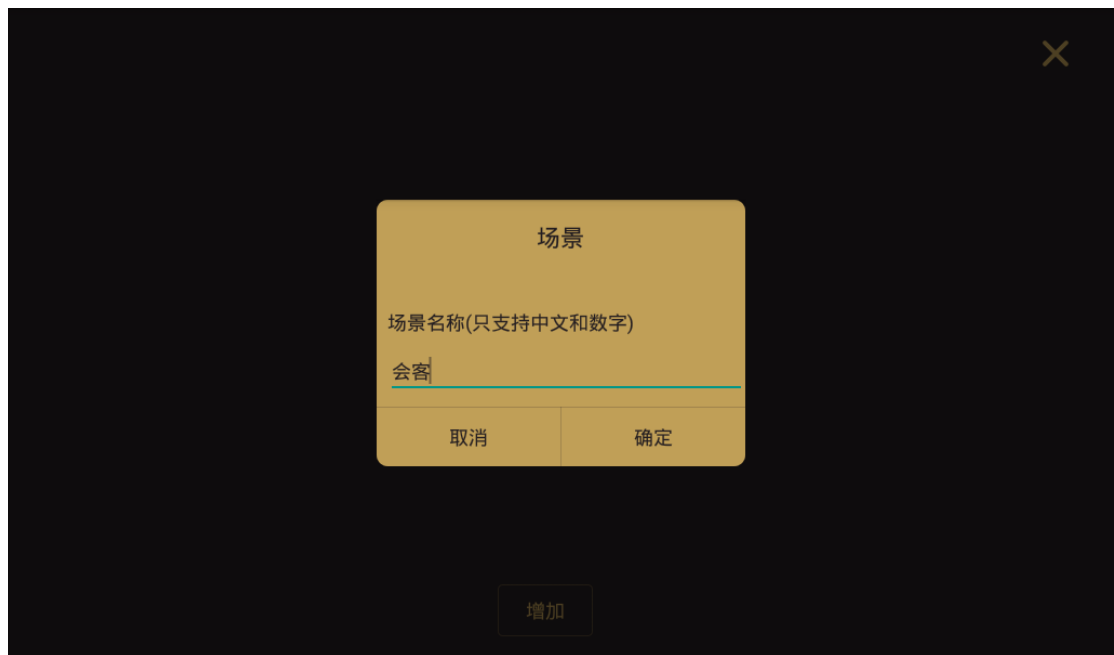 场景
场景名称(只支持中文和数字)
会客
取消
确定
增加